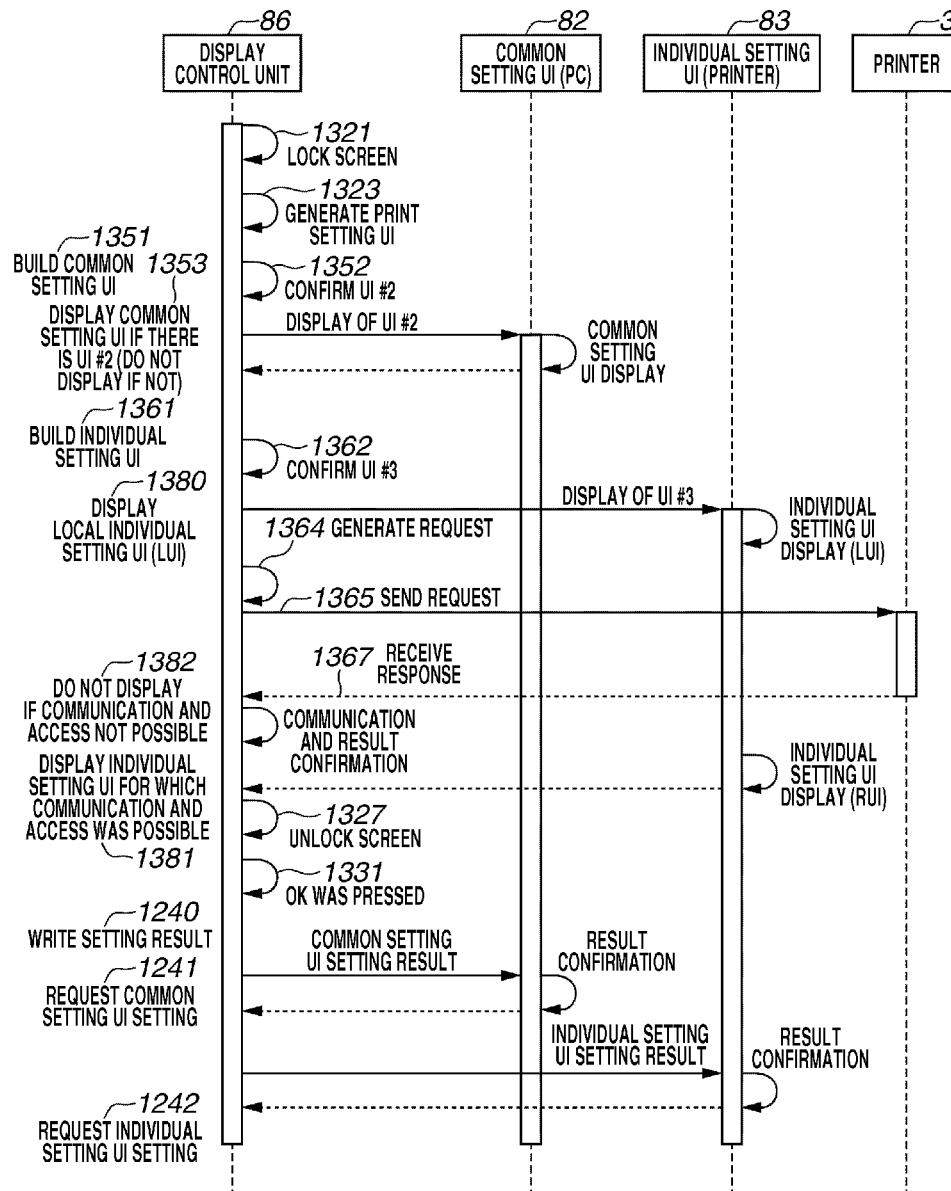 86
82
83
3
DISPLAY
CONTROL UNIT
COMMON
SETTING UI (PC)
INDIVIDUAL SETTING
UI (PRINTER)
PRINTER
1321
LOCK SCREEN
1323
GENERATE PRINT
SETTING UI
1351
BUILD COMMON
SETTING UI
1352
CONFIRM UI #2
1353
DISPLAY COMMON
SETTING UI IF THERE
IS UI #2 (DO NOT
DISPLAY IF NOT)
DISPLAY OF UI #2
COMMON
SETTING
UI DISPLAY
1361
BUILD INDIVIDUAL
SETTING UI
1362
CONFIRM UI #3
1380
DISPLAY
LOCAL INDIVIDUAL
SETTING UI (LUI)
DISPLAY OF UI #3
INDIVIDUAL
SETTING UI
DISPLAY (LUI)
1364 GENERATE REQUEST
1365 SEND REQUEST
1367 RECEIVE
RESPONSE
1382
DO NOT DISPLAY
IF COMMUNICATION AND
ACCESS NOT POSSIBLE
COMMUNICATION
AND RESULT
CONFIRMATION
INDIVIDUAL
SETTING UI
DISPLAY (RUI)
DISPLAY INDIVIDUAL
SETTING UI FOR WHICH
COMMUNICATION AND
ACCESS WAS POSSIBLE
1381
1327
UNLOCK SCREEN
1331
OK WAS PRESSED
1240
WRITE SETTING RESULT
COMMON SETTING
UI SETTING RESULT
RESULT
CONFIRMATION
1241
REQUEST COMMON
SETTING UI SETTING
INDIVIDUAL SETTING
UI SETTING RESULT
RESULT
CONFIRMATION
1242
REQUEST INDIVIDUAL
SETTING UI SETTING